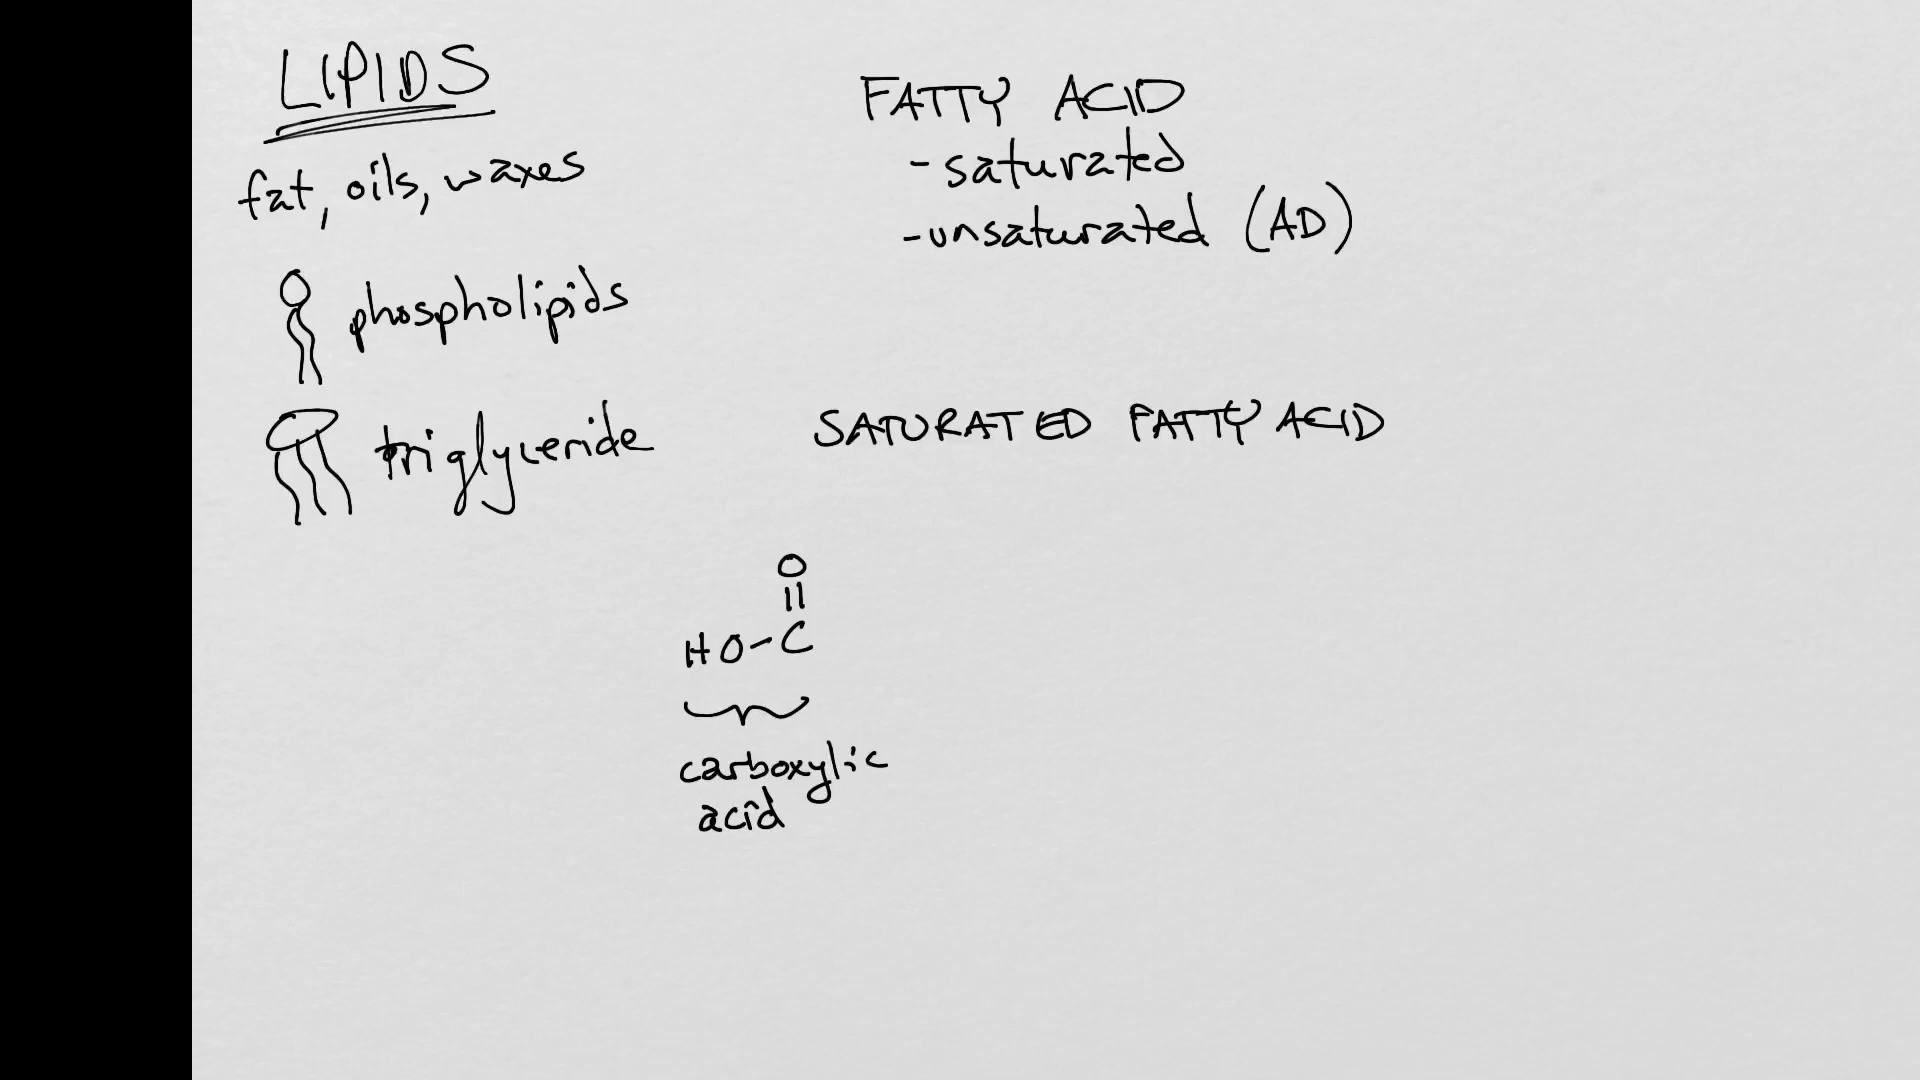 LIPIDS
fat, oils, waxes
phospholipids
triglyceride
FATTY ACID
-saturated
-unsaturated (AD)
SATURATED FATTY ACID
O
HO-C
carboxylic
acid